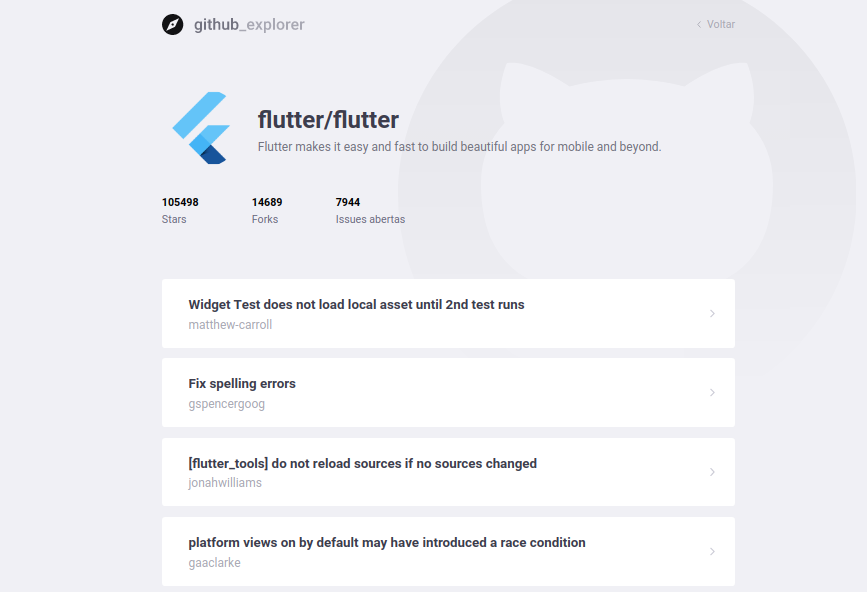 github_explorer
Voltar
flutter/flutter
Flutter makes it easy and fast to build beautiful apps for mobile and beyond.
105498 14689 7944
Stars Forks Issues abertas
Widget Test does not load local asset until 2nd test runs
matthew-carroll
Fix spelling errors
gspencergoog
[flutter_tools] do not reload sources if no sources changed
jonahwilliams
platform views on by default may have introduced a race condition
gaaclarke